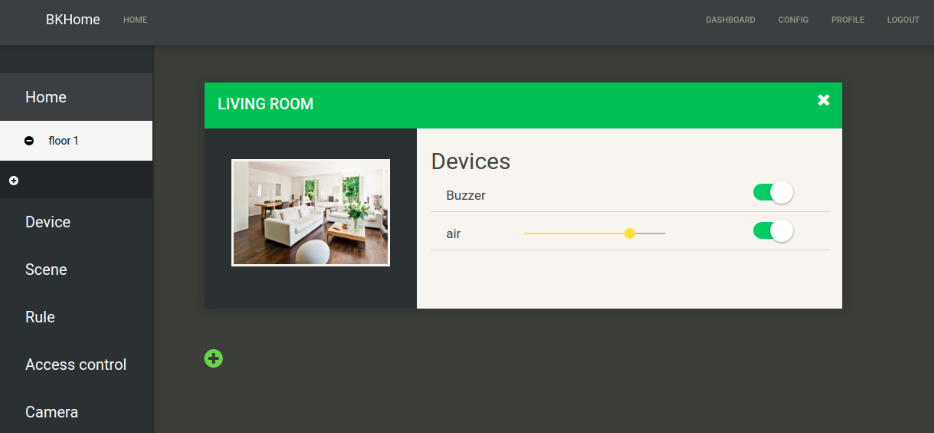 BKHome HOME DASHBOARD CONFIG PROFILE LOGOUT
Home
floor 1
Device
Scene
Rule
Access control
Camera
LIVING ROOM
Devices
Buzzer
air